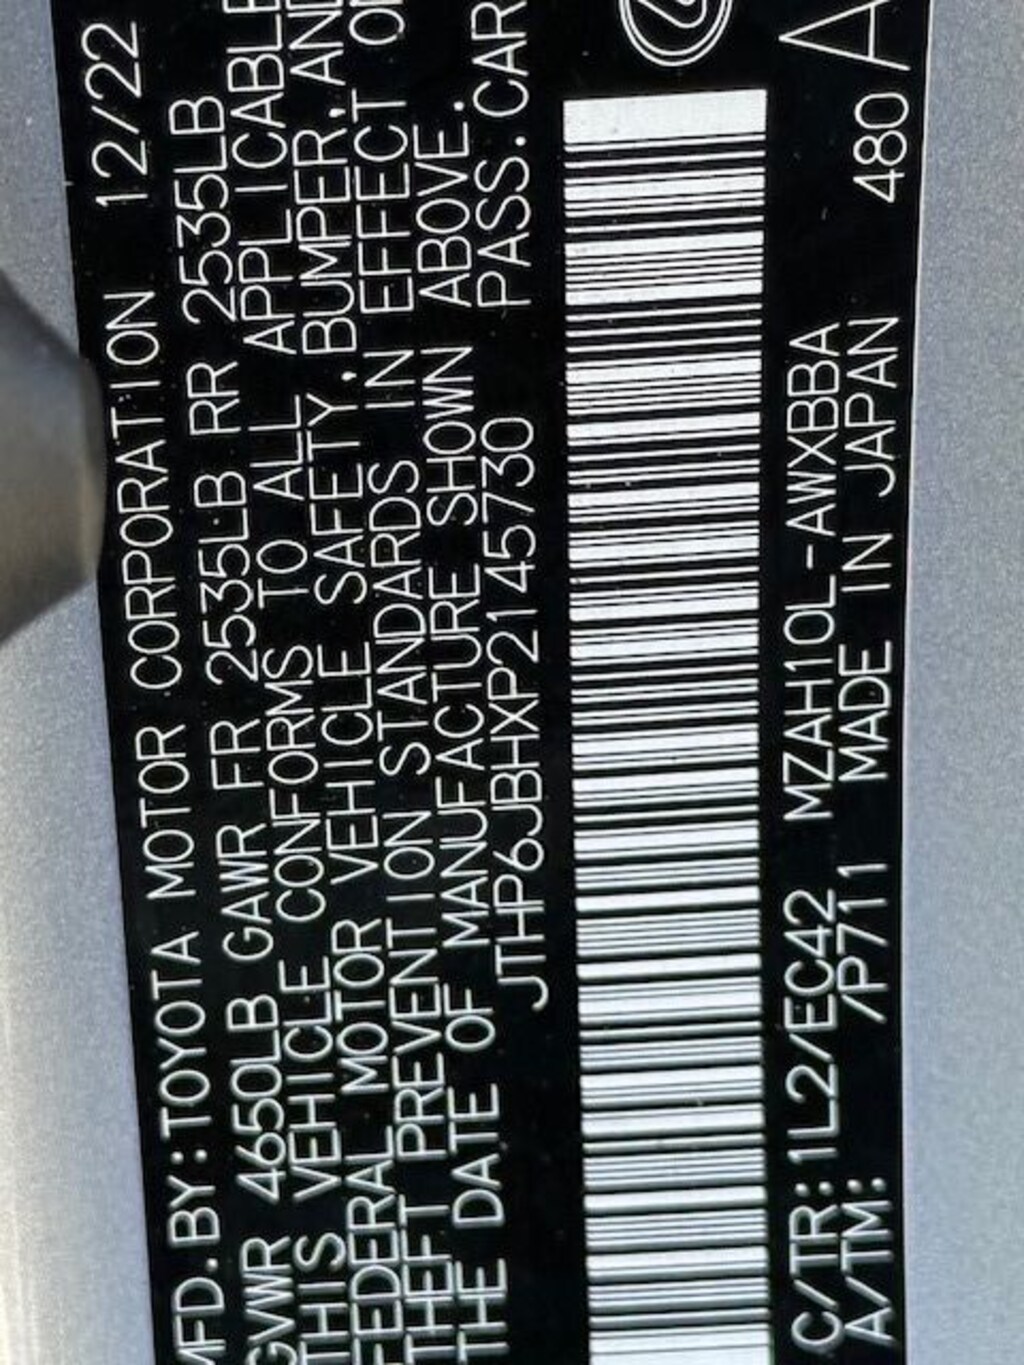 MFD.BY:TOYOTA MOTOR CORPORATION 12/22
GVWR 4650LB GAWR FR 2535LB RR 2535LB
THIS VEHICLE CONFORMS TO ALL APPLICABLE
FEDERAL MOTOR VEHICLE SAFETY,BUMPER,AND
THEFT PREVENTION STANDARDS IN EFFECT ON
THE DATE OF MANUFACTURE SHOWN ABOVE.
JTHP6JBHXP2145730 PASS.CAR
C/TR:1L2/EC42 MZAH10L-AWXBBA
A/TM: /P711 MADE IN JAPAN 480
A